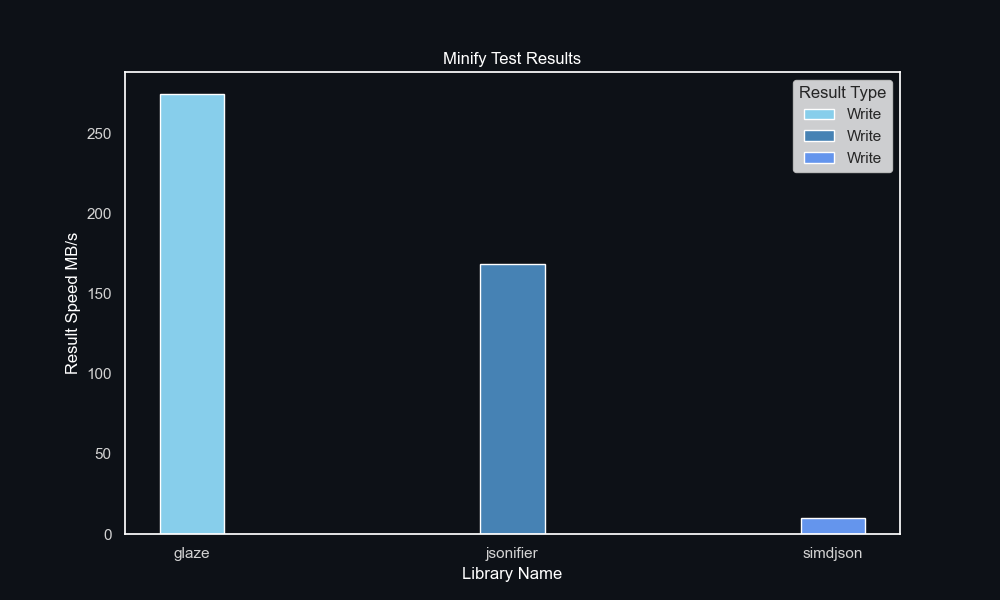 Minify Test Results
Result Type
Write
Write
Write
Result Speed MB/s
250
200
150
100
50
0
glaze
jsonifier
simdjson
Library Name